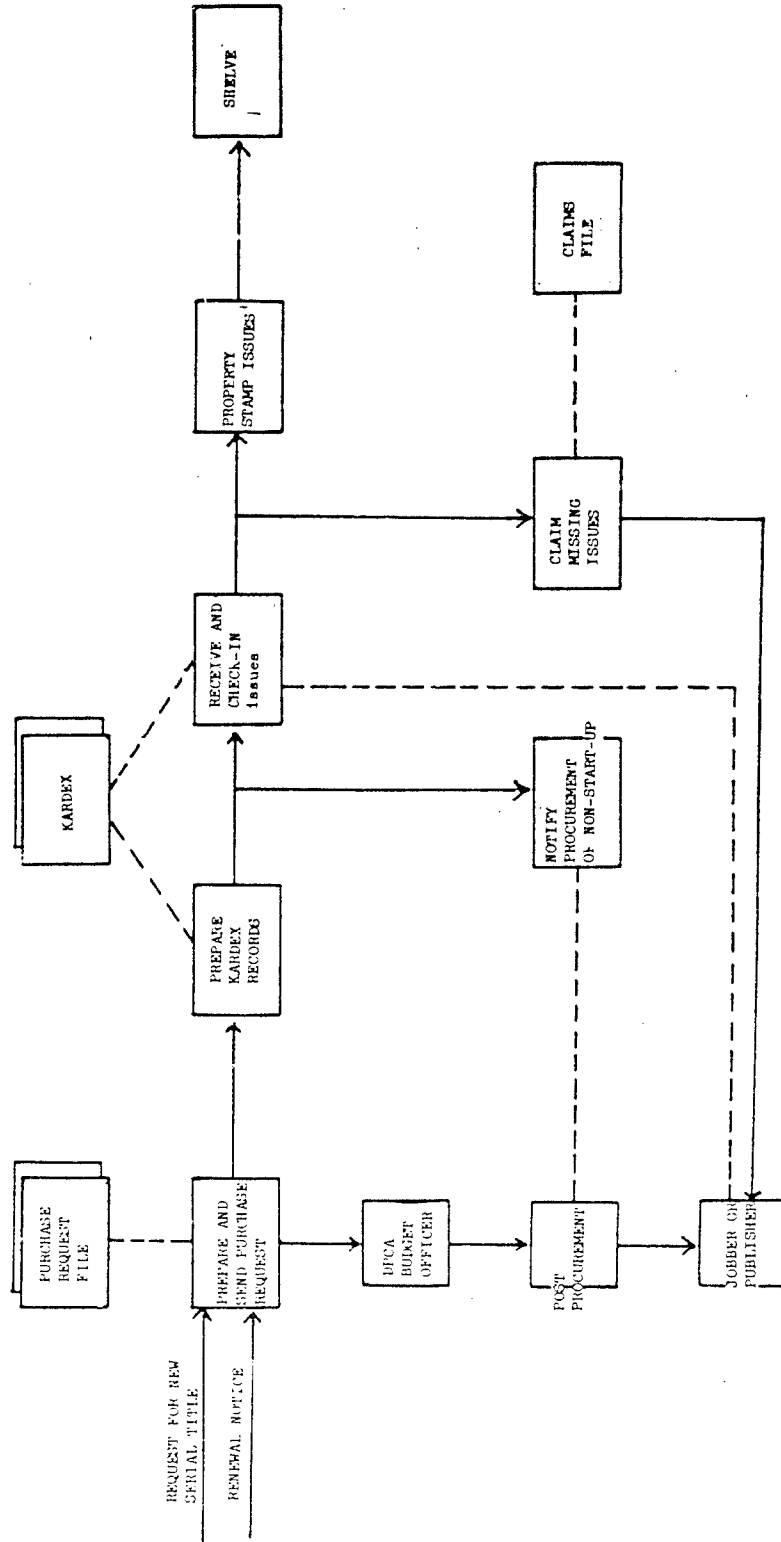 REQUEST FOR NEW
SERIAL TITLE
RENEWAL NOTICE
PURCHASE
REQUEST
FILE
PREPARE AND
SEND PURCHASE
REQUEST
DPCA
BUDGET
OFFICER
POST
PROCUREMENT
JOBBER OR
PUBLISHER
KARDEX
PREPARE
KARDEX
RECORDS
NOTIFY
PROCUREMENT
OF NON-START-UP
RECEIVE AND
CHECK-IN
issues
PROPERTY
STAMP ISSUES
CLAIM
MISSING
ISSUES
CLAIMS
FILE
SHELVE